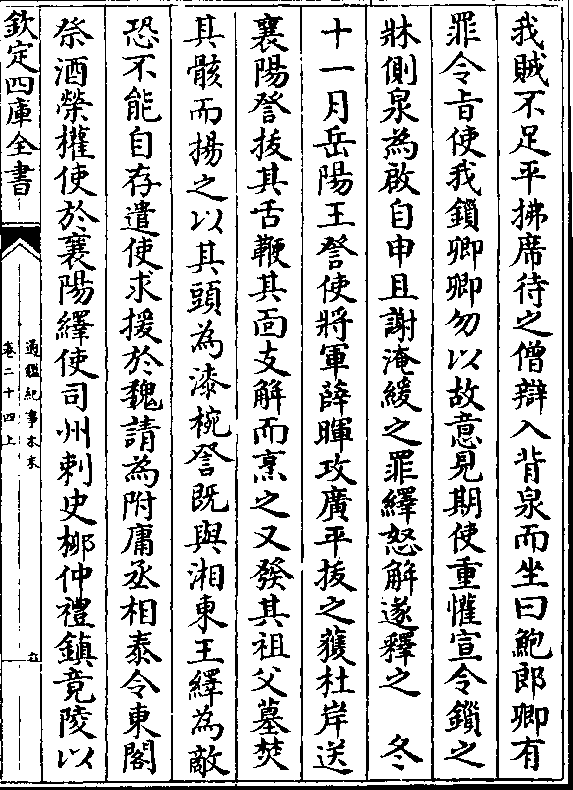 我賊不足平拂席待之僧辯入背泉而坐曰鮑郎卿有
罪令旨使我鎖卿卿勿以故意見期使重懽宣令鎖之
牀側泉為啟自申且謝淹緩之罪繹怒解遂釋之　冬
十一月岳陽王詧使將軍薛暉攻廣平拔之獲杜岸送
襄陽詧拔其舌鞭其面支解而烹之又發其祖父墓焚
其骸而揚之以其頭為漆椀詧既與湘東王繹為敵
恐不能自存遣使求援於魏請為附庸丞相泰令東閤
祭酒榮權使於襄陽繹使司州刺史柳仲禮鎮竟陵以
欽定四庫全書
通鑑紀事本末
卷二十四上
五